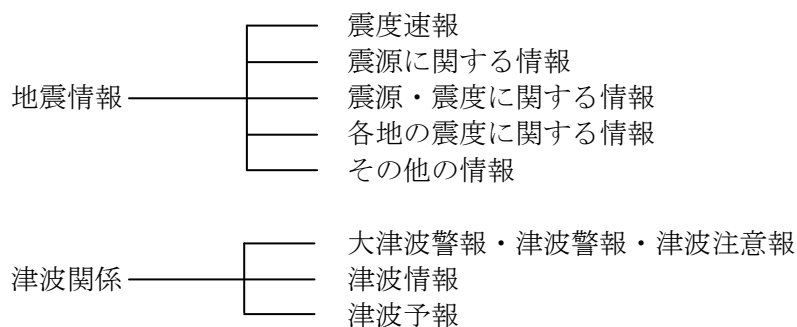 震度速報
震源に関する情報
地震情報
震源・震度に関する情報
各地の震度に関する情報
その他の情報
大津波警報・津波警報・津波注意報
津波関係
津波情報
津波予報